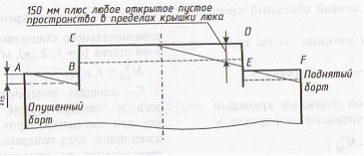 150 мм плюс любое открытое пустое
пространство в пределах крышки люка
C
D
A
B
E
F
Опущенный
борт
Поднятый
борт